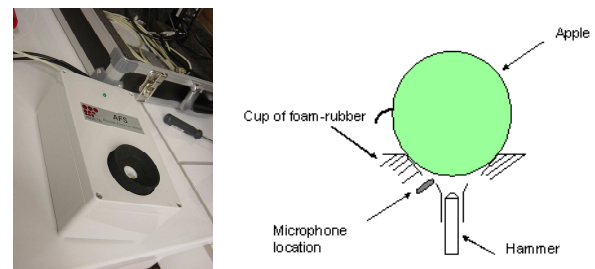 AFS
Apple
Cup of foam-rubber
Microphone
location
Hammer